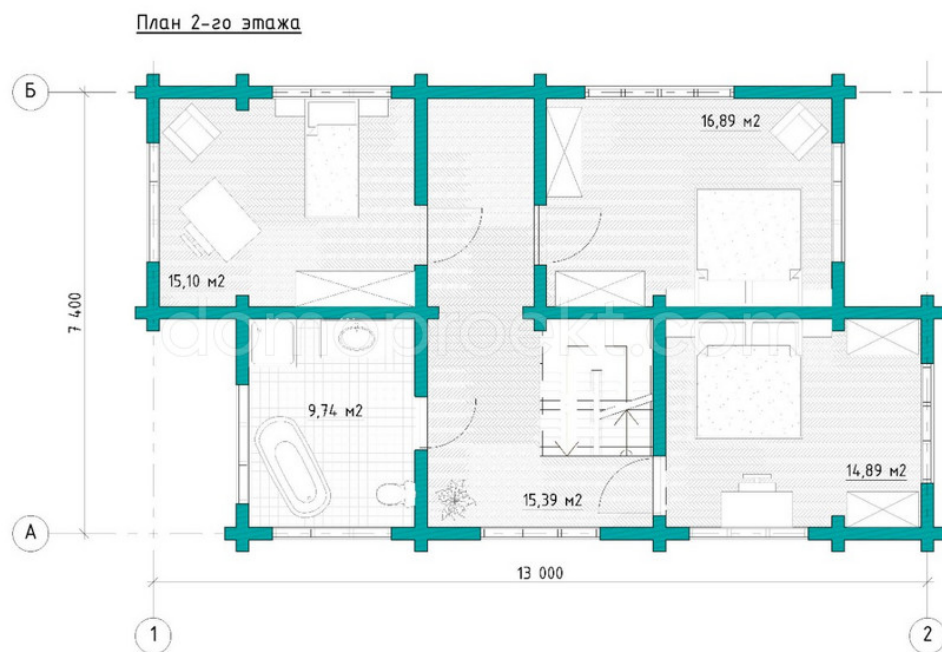 План 2-го этажа
Б
16,89 м2
15,10 м2
7 400
domaproekt.com
9,74 м2
14,89 м2
15,39 м2
А
13 000
1
2